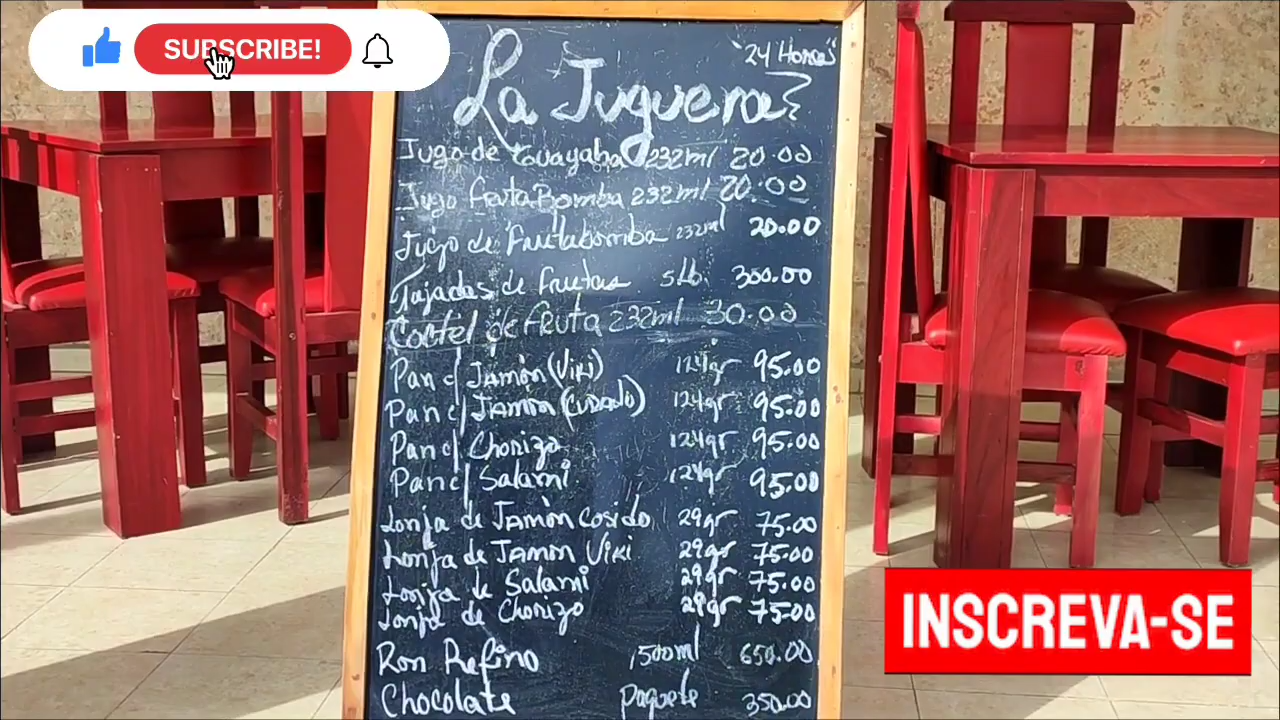 SUBSCRIBE!
"24 Horas"
La Juguera
Jugo de Guayaba 232ml 20.00
Jugo fruta Bomba 232ml 20.00
Jugo de Frutabomba 232ml 20.00
Tajadas de Frutas 5Lb. 300.00
Coctel de fruta 232ml 30.00
Pan c/ Jamón (Viki) 124gr 95.00
Pan c/ Jamón (CUBANO) 124gr 95.00
Pan c/ Chorizo 124gr 95.00
Pan c/ Salami 124gr 95.00
Lonja de Jamón Cosido 29gr 75.00
Lonja de Jamon Viki 29gr 75.00
Lonja de Salami 29gr 75.00
Lonja de Chorizo 29gr 75.00
Ron Refino 1500ml 650.00
Chocolate Paquete 350.00
INSCREVA-SE